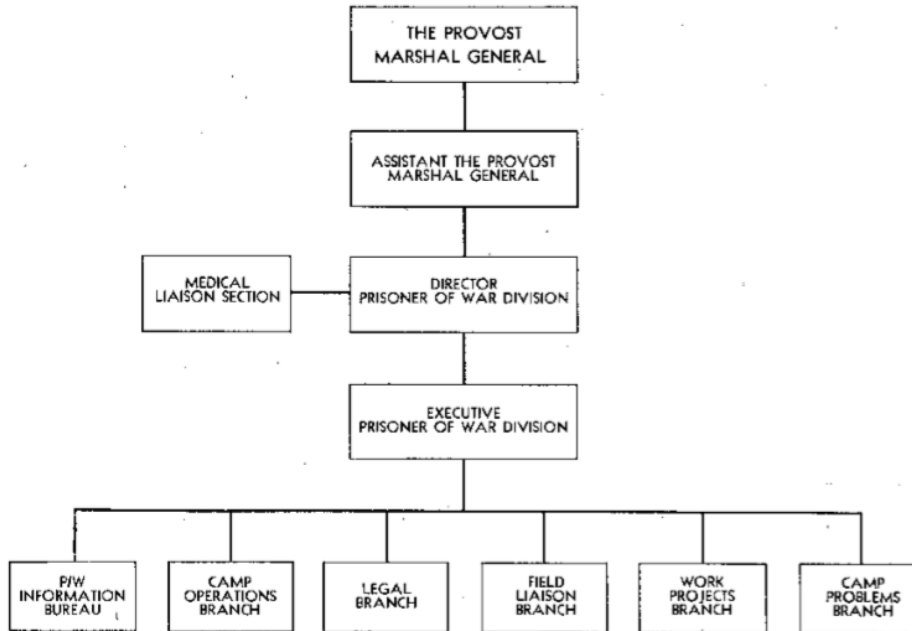 THE PROVOST
MARSHAL GENERAL
ASSISTANT THE PROVOST
MARSHAL GENERAL
MEDICAL
LIAISON SECTION
DIRECTOR
PRISONER OF WAR DIVISION
EXECUTIVE
PRISONER OF WAR DIVISION
P/W
INFORMATION
BUREAU
CAMP
OPERATIONS
BRANCH
LEGAL
BRANCH
FIELD
LIAISON
BRANCH
WORK
PROJECTS
BRANCH
CAMP
PROBLEMS
BRANCH